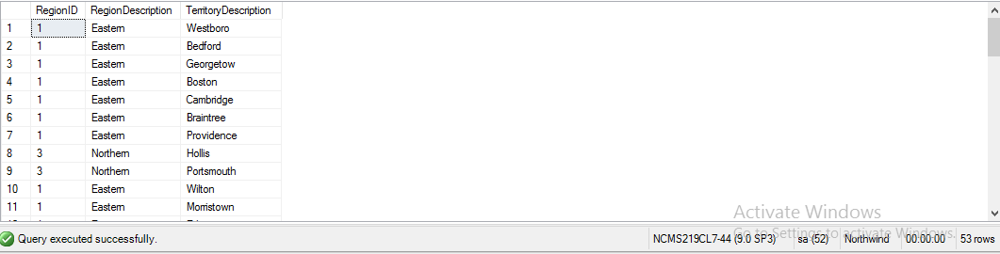 RegionID RegionDescription TerritoryDescription
1 1 Eastern Westboro
2 1 Eastern Bedford
3 1 Eastern Georgetow
4 1 Eastern Boston
5 1 Eastern Cambridge
6 1 Eastern Braintree
7 1 Eastern Providence
8 3 Northern Hollis
9 3 Northern Portsmouth
10 1 Eastern Wilton
11 1 Eastern Morristown
Activate Windows
Go to Settings to activate Windows.
Query executed successfully. NCMS219CL7-44 (9.0 SP3) sa (52) Northwind 00:00:00 53 rows